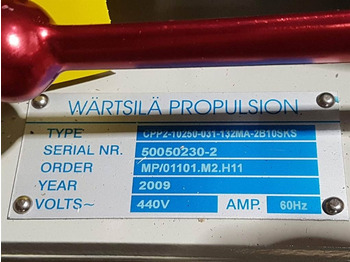 WÄRTSILÄ PROPULSION
TYPE CPP2-10250-031-132MA-2B10SKS
SERIAL NR. 50050230-2
ORDER MP/01101.M2.H11
YEAR 2009
VOLTS~ 440V AMP. 60Hz